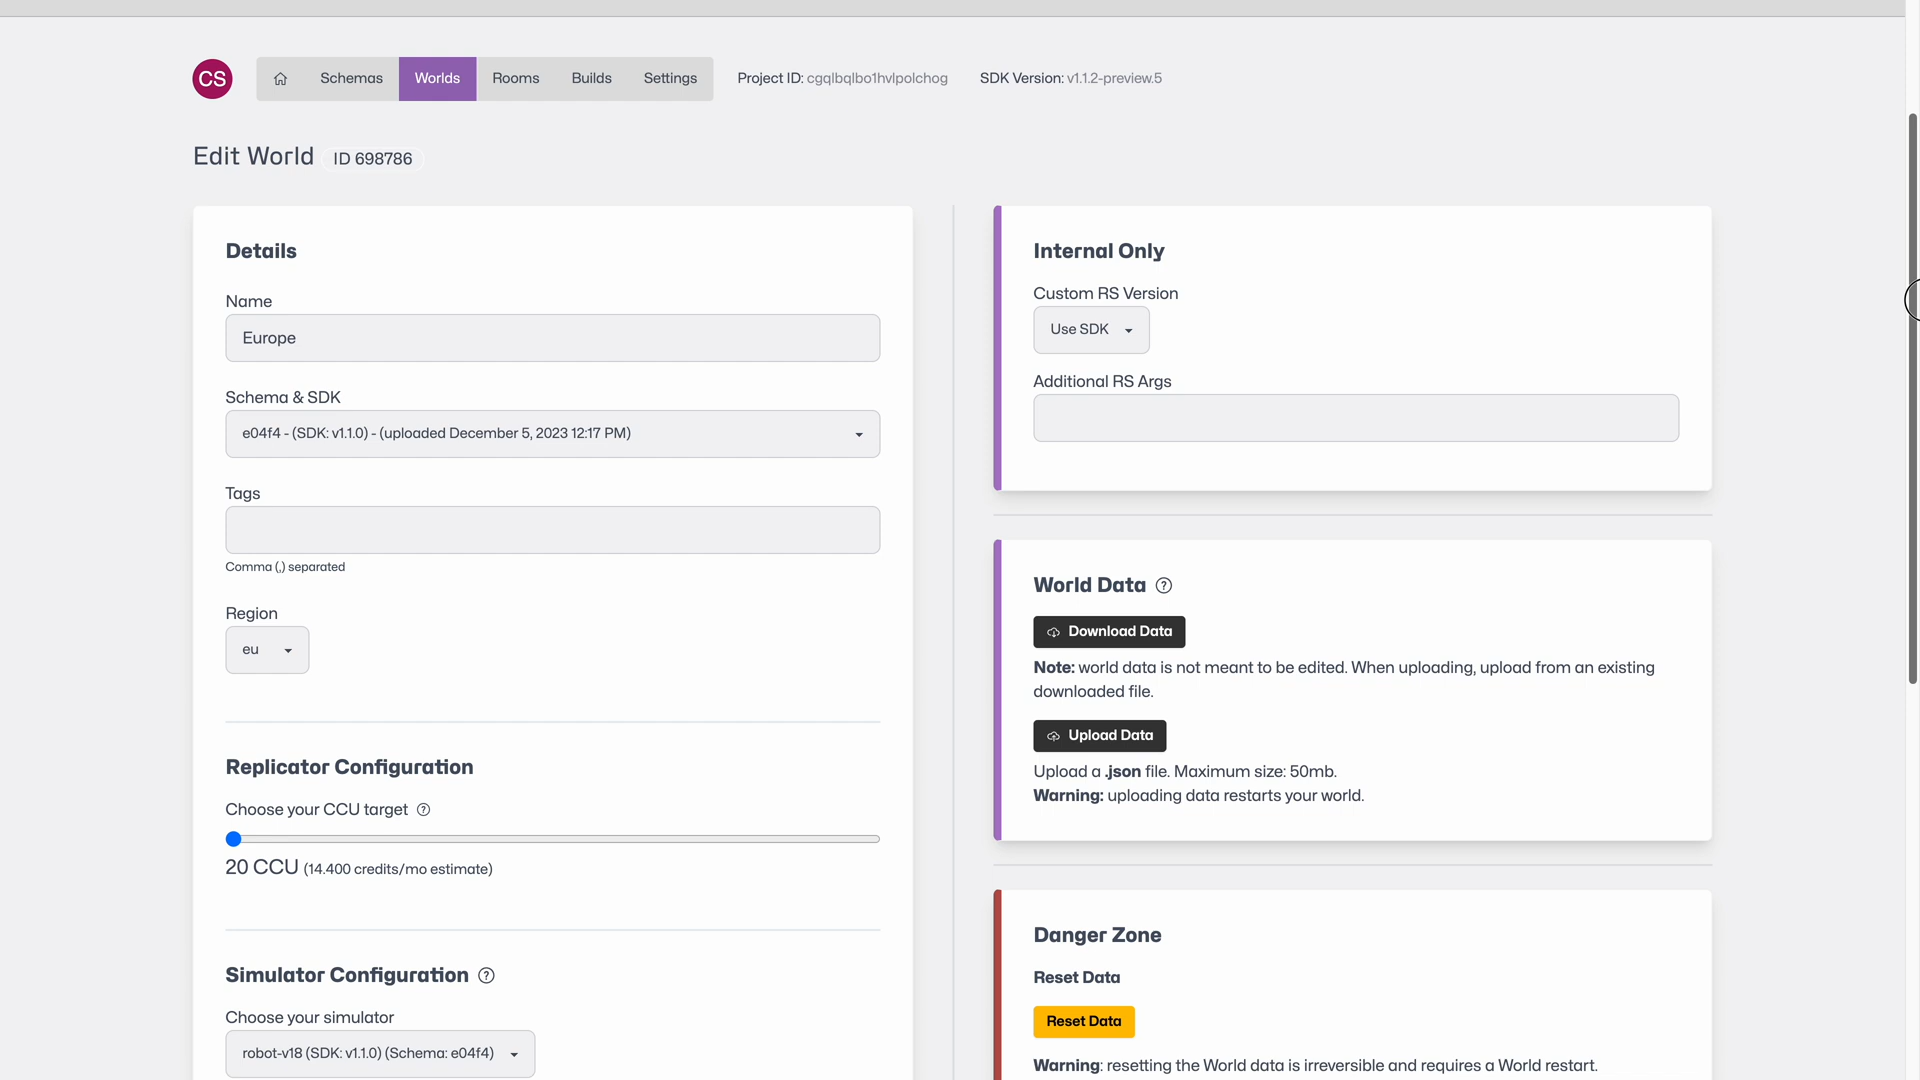 CS
Schemas
Worlds
Rooms
Builds
Settings
Project ID: cgqlbqlbo1hvlpolchog
SDK Version: v1.1.2-preview.5
Edit World
ID 698786
Details
Name
Europe
Schema & SDK
e04f4 - (SDK: v1.1.0) - (uploaded December 5, 2023 12:17 PM)
Tags
Comma (,) separated
Region
eu
Replicator Configuration
Choose your CCU target ?
20 CCU (14.400 credits/mo estimate)
Simulator Configuration ?
Choose your simulator
robot-v18 (SDK: v1.1.0) (Schema: e04f4)
Internal Only
Custom RS Version
Use SDK
Additional RS Args
World Data ?
Download Data
Note: world data is not meant to be edited. When uploading, upload from an existing
downloaded file.
Upload Data
Upload a .json file. Maximum size: 50mb.
Warning: uploading data restarts your world.
Danger Zone
Reset Data
Reset Data
Warning: resetting the World data is irreversible and requires a World restart.